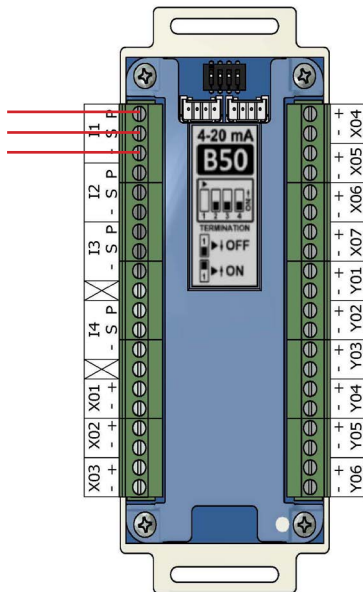 I1 P S -
I2 P S -
I3 P S -
I4 P S -
X01 + -
X02 + -
X03 + -
4-20 mA
B50
ON
1 2 3 4
TERMINATION
1 OFF
1 ON
+ - X04
+ - X05
+ - X06
+ - X07
+ - Y01
+ - Y02
+ - Y03
+ - Y04
+ - Y05
+ - Y06